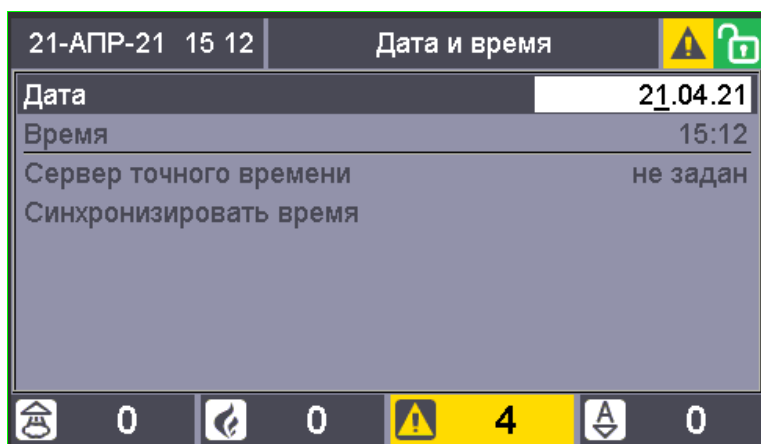 21-АПР-21 15 12 Дата и время
Дата 21.04.21
Время 15:12
Сервер точного времени не задан
Синхронизировать время
0 0 4 A 0